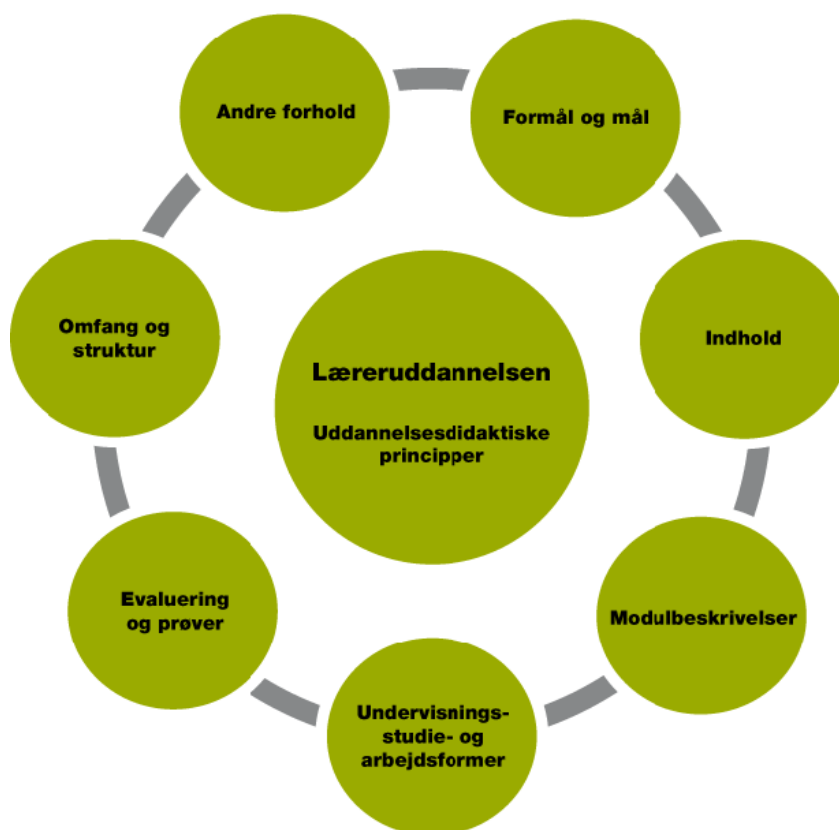 Andre forhold
Formål og mål
Omfang og
struktur
Indhold
Læreruddannelsen
Uddannelsesdidaktiske
principper
Evaluering
og prøver
Modulbeskrivelser
Undervisnings-
studie- og
arbejdsformer